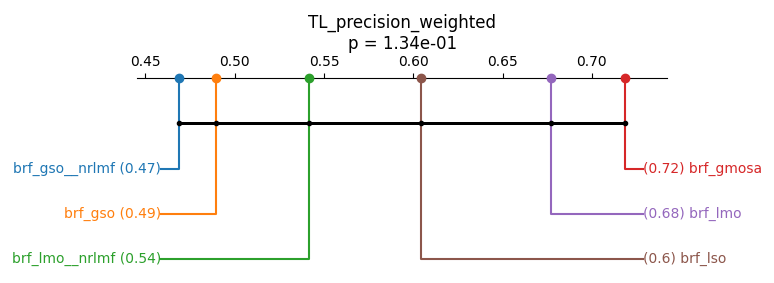 TL_precision_weighted
p = 1.34e-01
0.45 0.50 0.55 0.60 0.65 0.70
brf_gso__nrlmf (0.47) (0.72) brf_gmosa
brf_gso (0.49) (0.68) brf_lmo
brf_lmo__nrlmf (0.54) (0.6) brf_lso